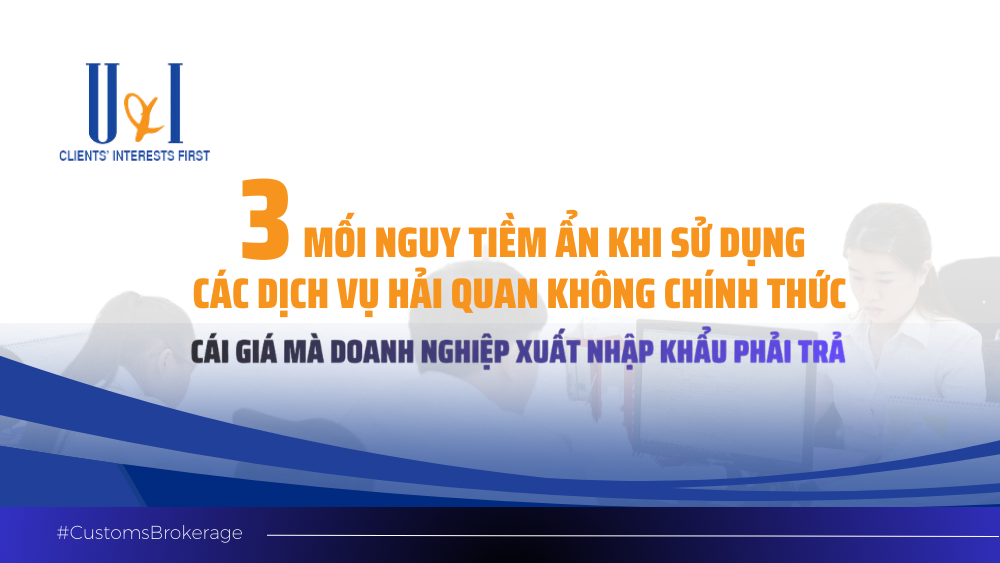 U&I
CLIENTS' INTERESTS FIRST
3 MỐI NGUY TIỀM ẨN KHI SỬ DỤNG
CÁC DỊCH VỤ HẢI QUAN KHÔNG CHÍNH THỨC
CÁI GIÁ MÀ DOANH NGHIỆP XUẤT NHẬP KHẨU PHẢI TRẢ
#CustomsBrokerage